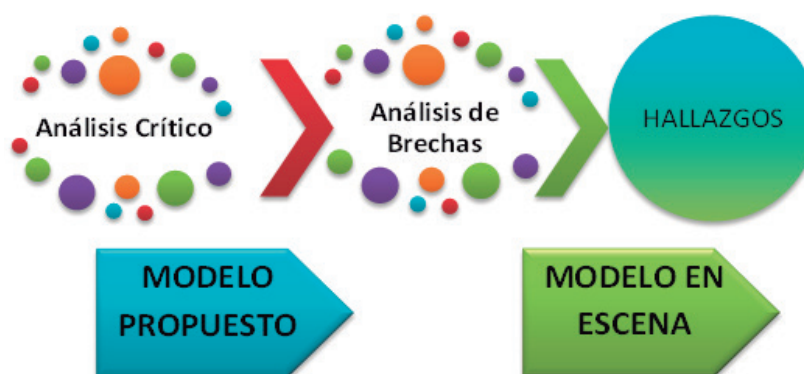 Análisis Crítico
Análisis de
Brechas
HALLAZGOS
MODELO
PROPUESTO
MODELO EN
ESCENA